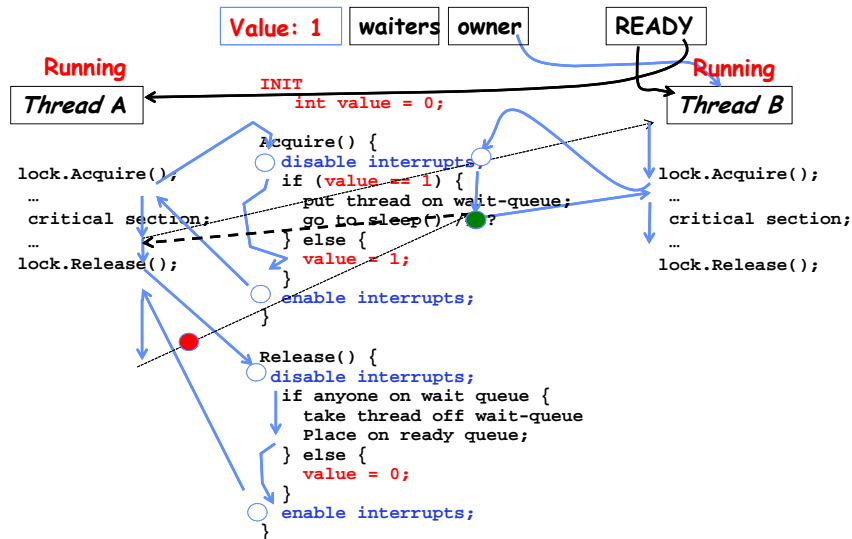 Value: 1 waiters owner READY
Running Running
Thread A Thread B
INIT
int value = 0;
Acquire() {
disable interrupts;
if (value == 1) {
put thread on wait-queue;
go to sleep() //?
} else {
value = 1;
}
enable interrupts;
}
lock.Acquire();
…
critical section;
…
lock.Release();
lock.Acquire();
…
critical section;
…
lock.Release();
Release() {
disable interrupts;
if anyone on wait queue {
take thread off wait-queue
Place on ready queue;
} else {
value = 0;
}
enable interrupts;
}